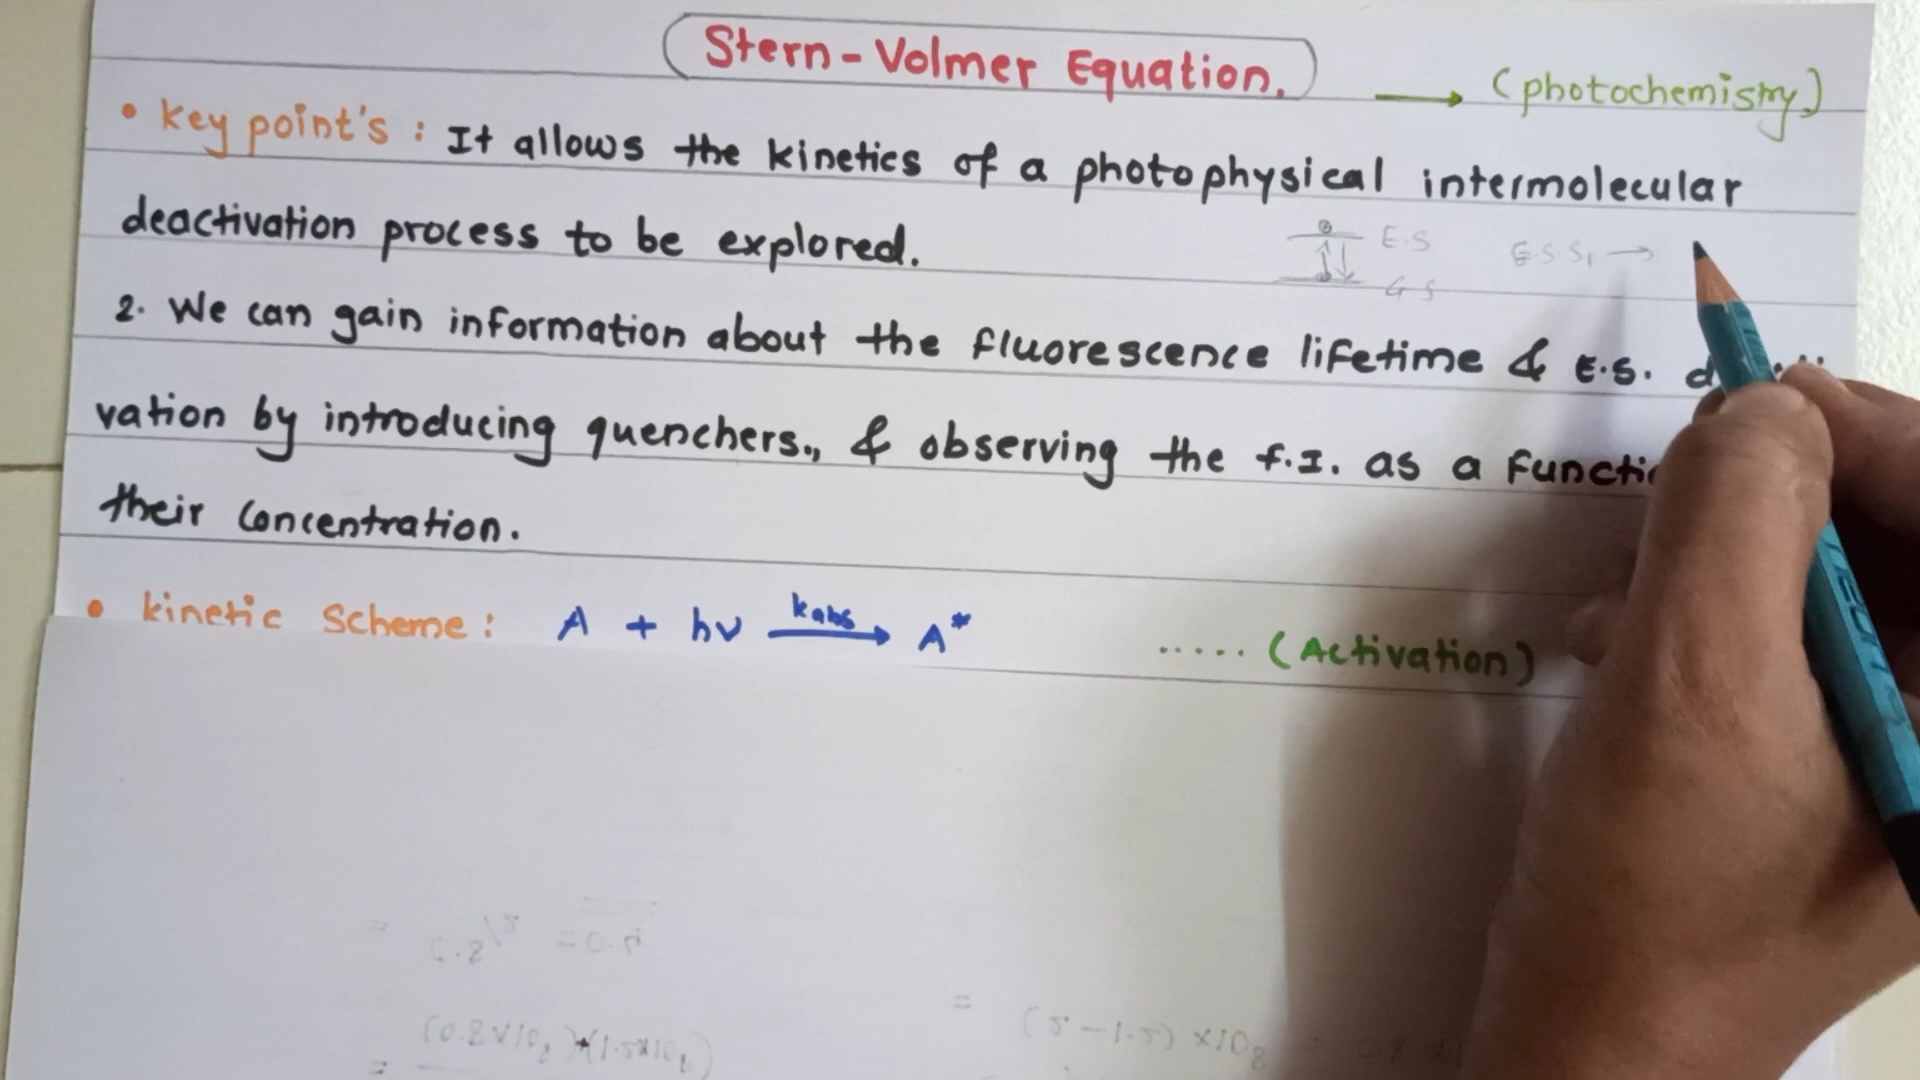 Stern-Volmer Equation.
(photochemistry)
• key point's : It allows the kinetics of a photophysical intermolecular
deactivation process to be explored.
E.S
E.S. S₁ →
G S
2. We can gain information about the fluorescence lifetime & E.S.
vation by introducing quenchers., & observing the f.I. as a
their concentration.
• kinetic Scheme : A + hν kabs → A*
..... (Activation)